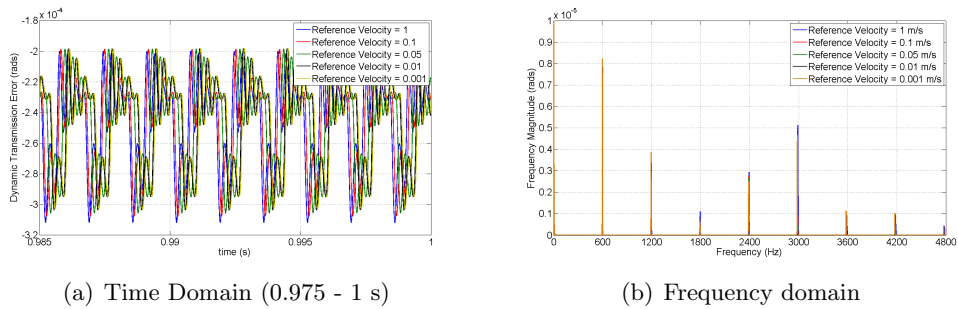 -1.8
x 10⁻⁴
Reference Velocity = 1
Reference Velocity = 0.1
Reference Velocity = 0.05
Reference Velocity = 0.01
Reference Velocity = 0.001
-2
-2.2
-2.4
-2.6
-2.8
-3
-3.2
Dynamic Transmission Error (rads)
0.985
0.99
0.995
1
time (s)
(a) Time Domain (0.975 - 1 s)
1
x 10⁻⁵
Reference Velocity = 1 m/s
Reference Velocity = 0.1 m/s
Reference Velocity = 0.05 m/s
Reference Velocity = 0.01 m/s
Reference Velocity = 0.001 m/s
0.9
0.8
0.7
0.6
0.5
0.4
0.3
0.2
0.1
0
Frequency Magnitude (rads)
0
600
1200
1800
2400
3000
3600
4200
4800
Frequency (Hz)
(b) Frequency domain